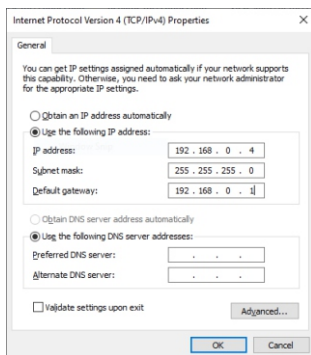 Internet Protocol Version 4 (TCP/IPv4) Properties
General
You can get IP settings assigned automatically if your network supports
this capability. Otherwise, you need to ask your network administrator
for the appropriate IP settings.
Obtain an IP address automatically
Use the following IP address:
IP address: 192 . 168 . 0 . 4
Subnet mask: 255 . 255 . 255 . 0
Default gateway: 192 . 168 . 0 . 1
Obtain DNS server address automatically
Use the following DNS server addresses:
Preferred DNS server: . . .
Alternate DNS server: . . .
Validate settings upon exit
Advanced...
OK Cancel